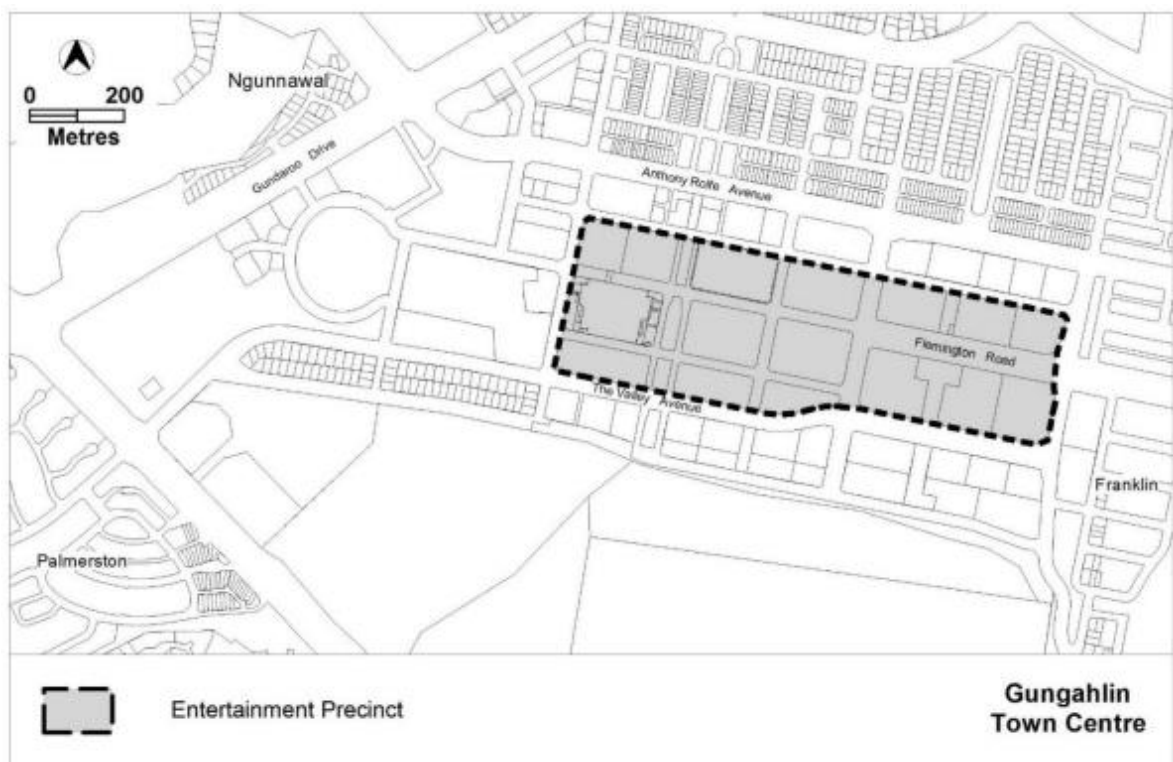 Ngunnawal
0 200
Metres
Gundaroo Drive
Anthony Rolfe Avenue
Flemington Road
The Valley Avenue
Franklin
Palmerston
Entertainment Precinct
Gungahlin
Town Centre